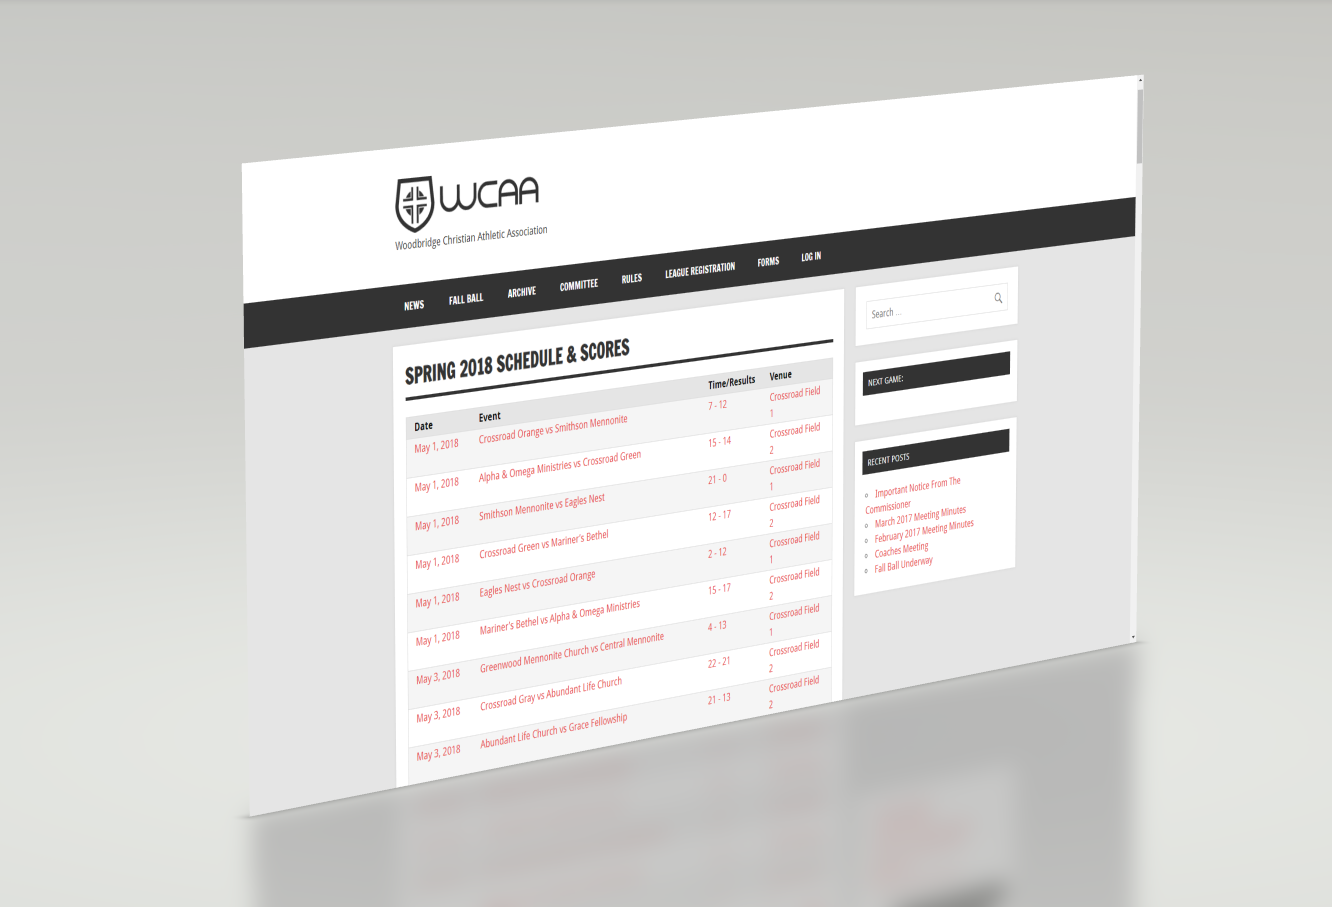 WCAA
Woodbridge Christian Athletic Association
NEWS FALL BALL ARCHIVE COMMITTEE RULES LEAGUE REGISTRATION FORMS LOG IN
SPRING 2018 SCHEDULE & SCORES
Date Event Time/Results Venue
May 1, 2018 Crossroad Orange vs Smithson Mennonite 7 - 12 Crossroad Field
1
May 1, 2018 Alpha & Omega Ministries vs Crossroad Green 15 - 14 Crossroad Field
2
May 1, 2018 Smithson Mennonite vs Eagles Nest 21 - 0 Crossroad Field
1
May 1, 2018 Crossroad Green vs Mariner's Bethel 12 - 17 Crossroad Field
2
May 1, 2018 Eagles Nest vs Crossroad Orange 2 - 12 Crossroad Field
1
May 1, 2018 Mariner's Bethel vs Alpha & Omega Ministries 15 - 17 Crossroad Field
2
May 3, 2018 Greenwood Mennonite Church vs Central Mennonite 4 - 13 Crossroad Field
1
May 3, 2018 Crossroad Gray vs Abundant Life Church 22 - 21 Crossroad Field
2
May 3, 2018 Abundant Life Church vs Grace Fellowship 21 - 13 Crossroad Field
2
Search ...
NEXT GAME:
RECENT POSTS
Important Notice From The
Commissioner
March 2017 Meeting Minutes
February 2017 Meeting Minutes
Coaches Meeting
Fall Ball Underway